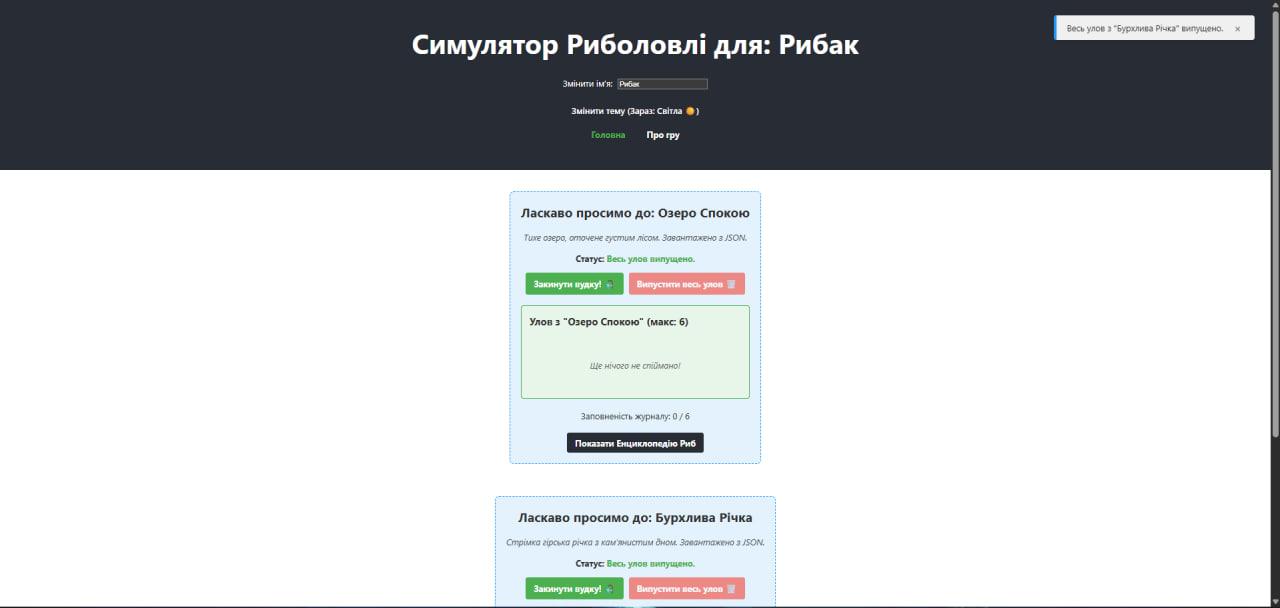 Симулятор Риболовлі для: Рибак
Весь улов з "Бурхлива Річка" випущено. ×
Змінити ім'я: Рибак
Змінити тему (Зараз: Світла 🌞 )
Головна Про гру
Ласкаво просимо до: Озеро Спокою
Тихе озеро, оточене густим лісом. Завантажено з JSON.
Статус: Весь улов випущено.
Закинути вудку! 🎣 Випустити весь улов 🗑️
Улов з "Озеро Спокою" (макс: 6)
Ще нічого не спіймано!
Заповненість журналу: 0 / 6
Показати Енциклопедію Риб
Ласкаво просимо до: Бурхлива Річка
Стрімка гірська річка з кам'янистим дном. Завантажено з JSON.
Статус: Весь улов випущено.
Закинути вудку! 🎣 Випустити весь улов 🗑️